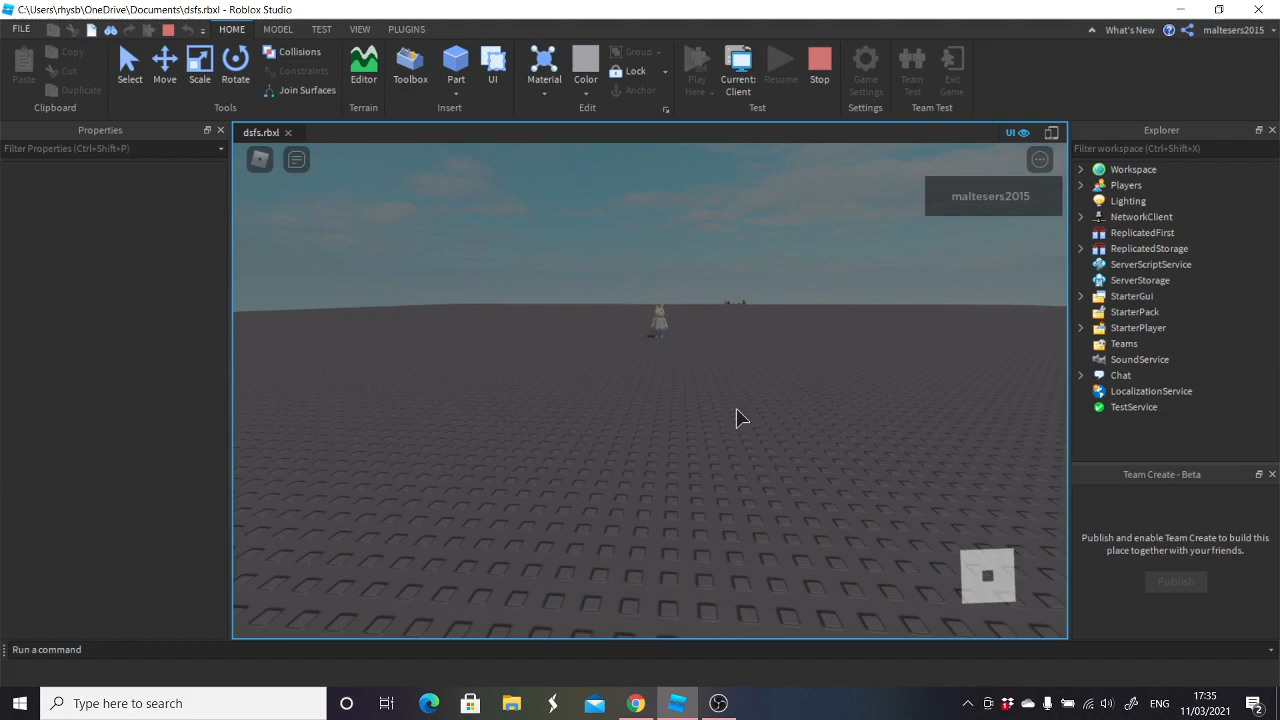 C:\Users\rhysb\OneDrive\Documents\dsfs.rbxl - Roblox Studio
FILE HOME MODEL TEST VIEW PLUGINS What's New maltesers2015
Paste Copy Cut Duplicate
Clipboard
Select Move Scale Rotate Collisions Constraints Join Surfaces
Tools
Editor
Terrain
Toolbox Part UI
Insert
Material Color Group Lock Anchor
Edit
Play Here Current: Client Resume Stop
Test
Game Settings
Settings
Team Test Exit Game
Team Test
Properties
Filter Properties (Ctrl+Shift+P)
dsfs.rbxl
UI
maltesers2015
Explorer
Filter workspace (Ctrl+Shift+X)
Workspace
Players
Lighting
NetworkClient
ReplicatedFirst
ReplicatedStorage
ServerScriptService
ServerStorage
StarterGui
StarterPack
StarterPlayer
Teams
SoundService
Chat
LocalizationService
TestService
Team Create - Beta
Publish and enable Team Create to build this
place together with your friends.
Publish
Run a command
Type here to search
ENG
17:35
11/03/2021
2